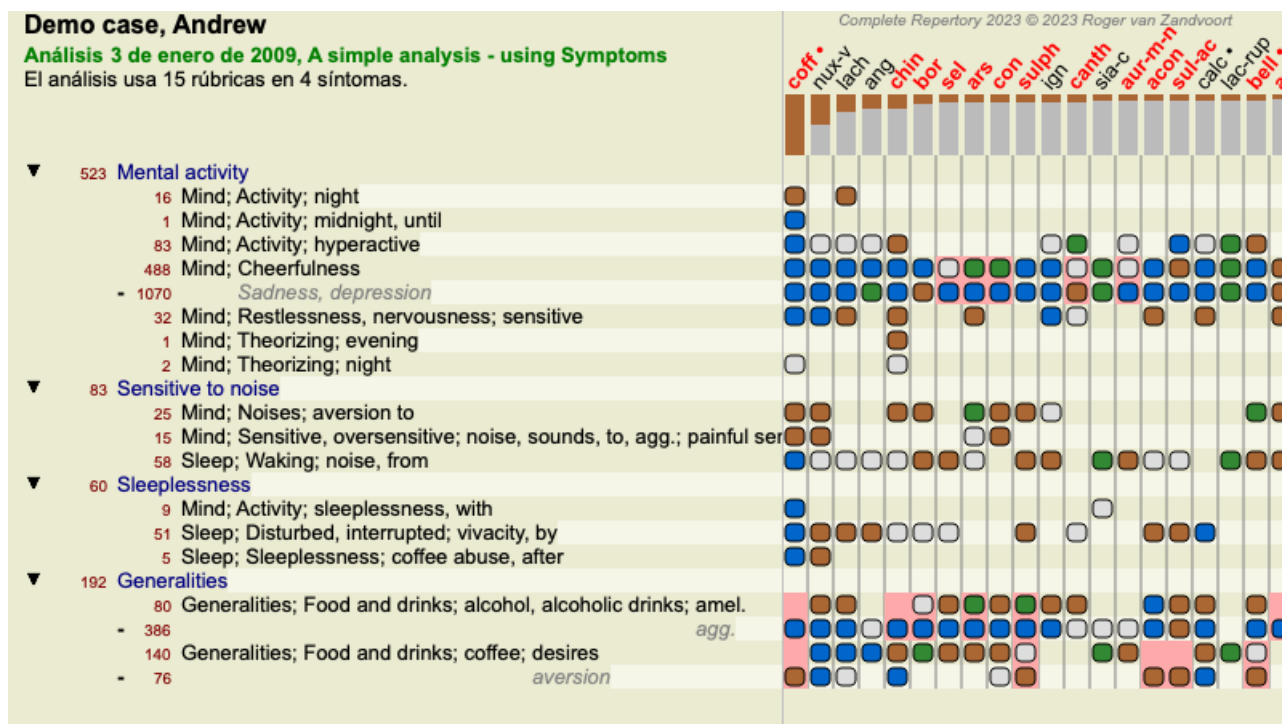 Demo case, Andrew
Complete Repertory 2023 © 2023 Roger van Zandvoort
Análisis 3 de enero de 2009, A simple analysis - using Symptoms
El análisis usa 15 rúbricas en 4 síntomas.
coff • nux-v lach ang chin bor sel ars con sulph ign canth sia-c aur-m-n acon sul-ac calc • lac-rup bell •
523 Mental activity
16 Mind; Activity; night
1 Mind; Activity; midnight, until
83 Mind; Activity; hyperactive
488 Mind; Cheerfulness
- 1070 Sadness, depression
32 Mind; Restlessness, nervousness; sensitive
1 Mind; Theorizing; evening
2 Mind; Theorizing; night
83 Sensitive to noise
25 Mind; Noises; aversion to
15 Mind; Sensitive, oversensitive; noise, sounds, to, agg.; painful ser
58 Sleep; Waking; noise, from
60 Sleeplessness
9 Mind; Activity; sleeplessness, with
51 Sleep; Disturbed, interrupted; vivacity, by
5 Sleep; Sleeplessness; coffee abuse, after
192 Generalities
80 Generalities; Food and drinks; alcohol, alcoholic drinks; amel.
- 386 agg.
140 Generalities; Food and drinks; coffee; desires
- 76 aversion